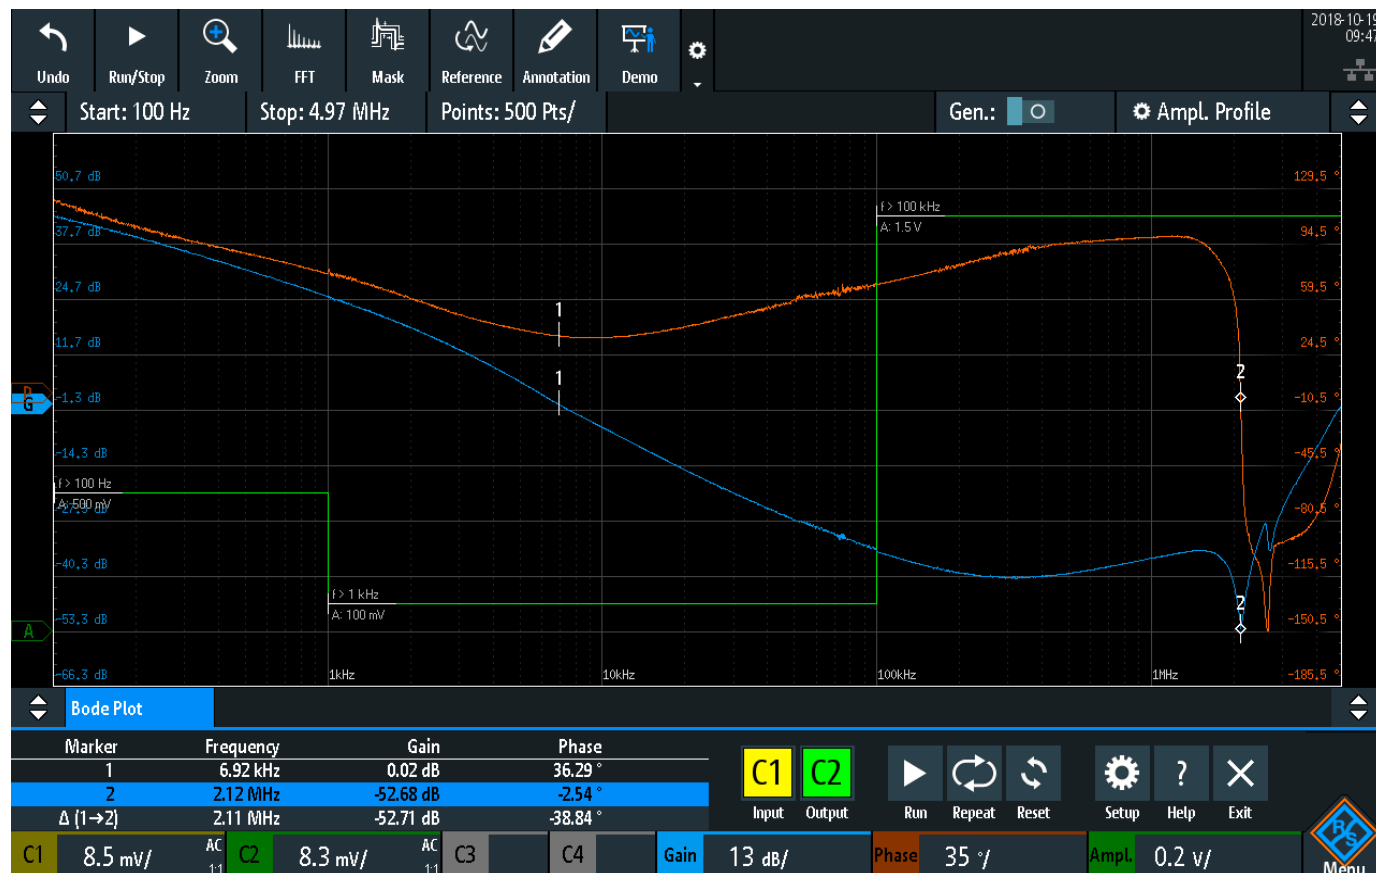 2018-10-19
09:47
Undo Run/Stop Zoom FFT Mask Reference Annotation Demo
Start: 100 Hz Stop: 4.97 MHz Points: 500 Pts/ Gen.: Ampl. Profile
50.7 dB 129.5 °
f > 100 kHz
A: 1.5 V
37.7 dB 94.5 °
24.7 dB 59.5 °
1
11.7 dB 24.5 °
1 2
G -1.3 dB -10.5 °
-14.3 dB -45.5 °
f > 100 Hz
A: 500 mV
-27.3 dB -80.5 °
-40.3 dB -115.5 °
f > 1 kHz
A: 100 mV
2
A -53.3 dB -150.5 °
-66.3 dB 1kHz 10kHz 100kHz 1MHz -185.5 °
Bode Plot
Marker Frequency Gain Phase
1 6.92 kHz 0.02 dB 36.29 °
2 2.12 MHz -52.68 dB -2.54 °
Δ (1→2) 2.11 MHz -52.71 dB -38.84 °
C1 C2 ?
Input Output Run Repeat Reset Setup Help Exit
C1 8.5 mV/ AC 1:1 C2 8.3 mV/ AC 1:1 C3 C4 Gain 13 dB/ Phase 35 °/ Ampl. 0.2 V/ R&S Menu